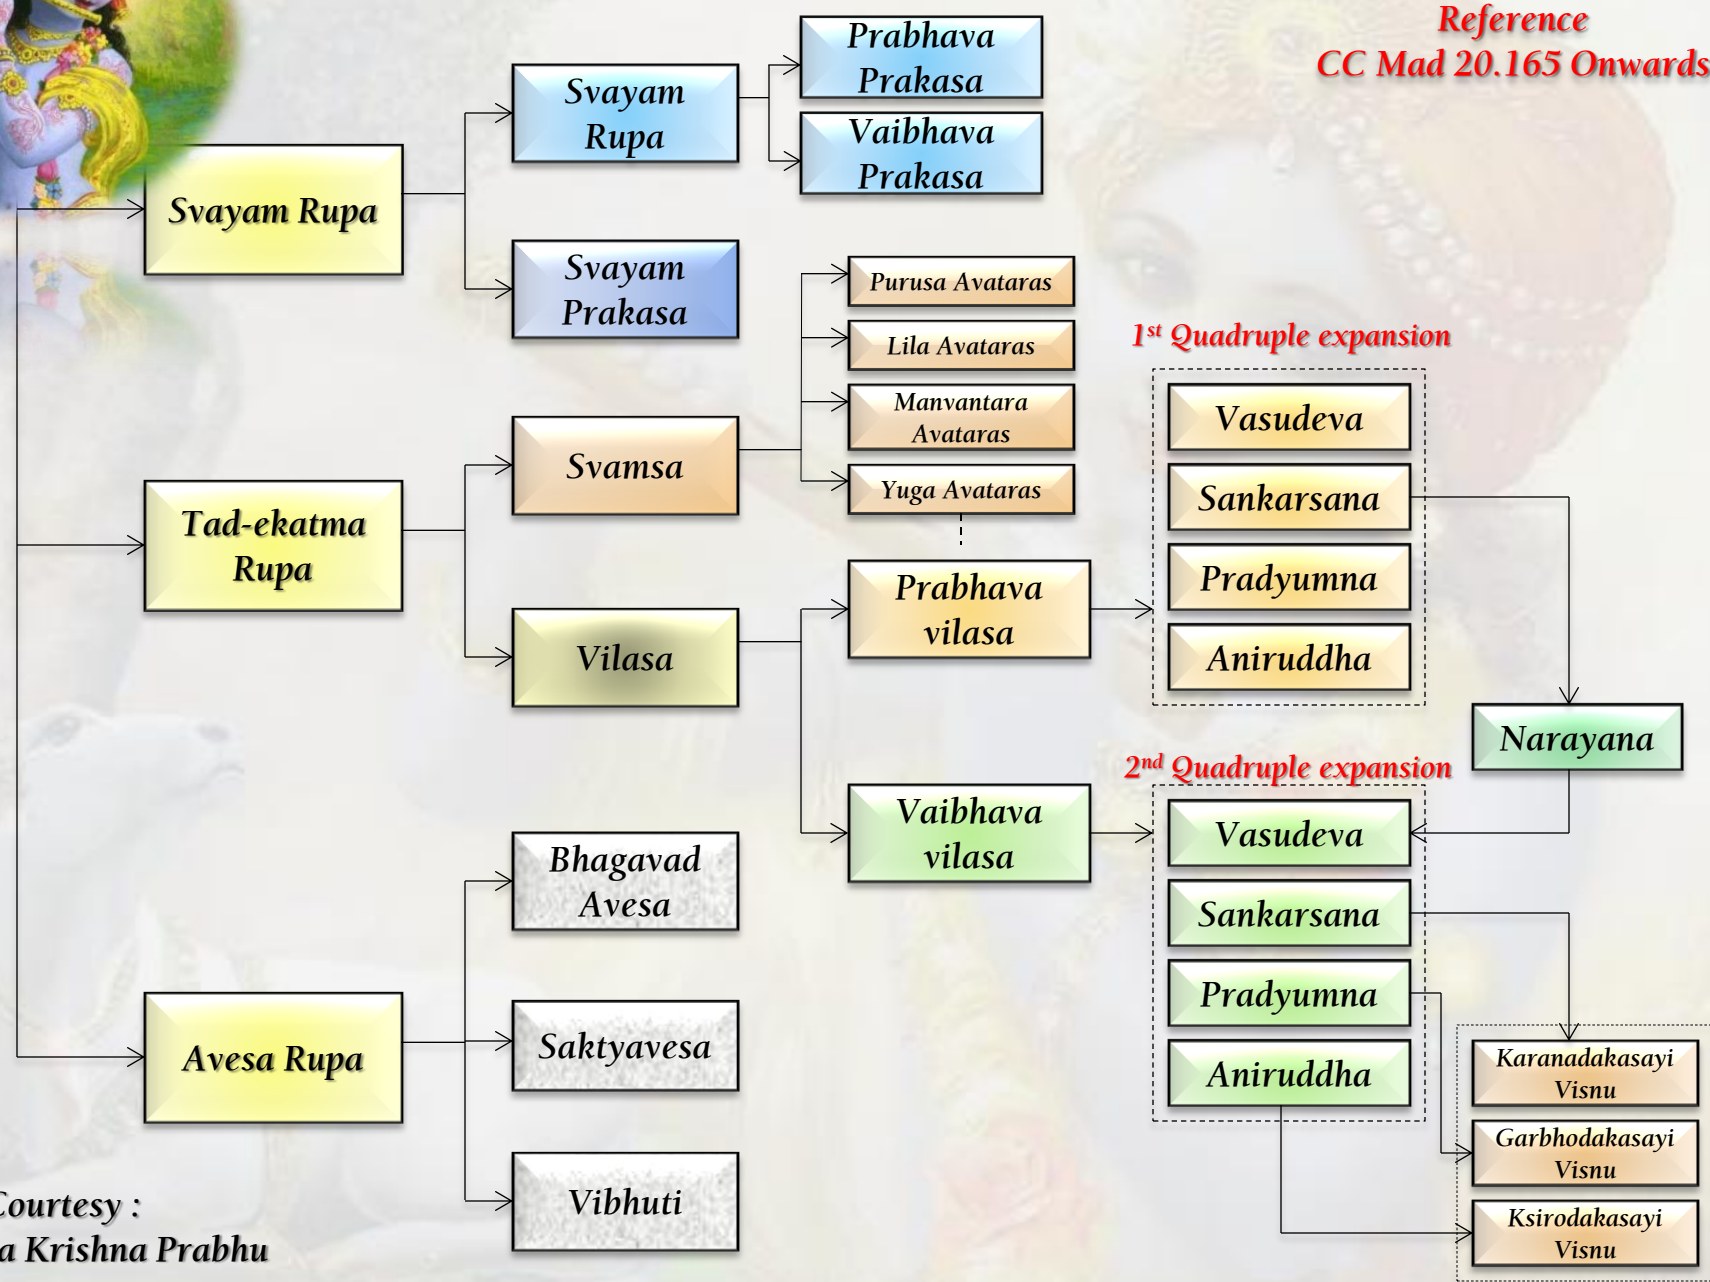 Reference
CC Mad 20.165 Onwards
Prabhava
Prakasa
Svayam
Rupa
Vaibhava
Prakasa
Svayam Rupa
Svayam
Prakasa
Purusa Avataras
Lila Avataras
Manvantara
Avataras
Yuga Avataras
1st Quadruple expansion
Vasudeva
Sankarsana
Pradyumna
Aniruddha
Svamsa
Tad-ekatma
Rupa
Prabhava
vilasa
Vilasa
Narayana
2nd Quadruple expansion
Vaibhava
vilasa
Vasudeva
Sankarsana
Pradyumna
Aniruddha
Bhagavad
Avesa
Saktyavesa
Avesa Rupa
Vibhuti
Karanadakasayi
Visnu
Garbhodakasayi
Visnu
Ksirodakasayi
Visnu
Courtesy :
a Krishna Prabhu